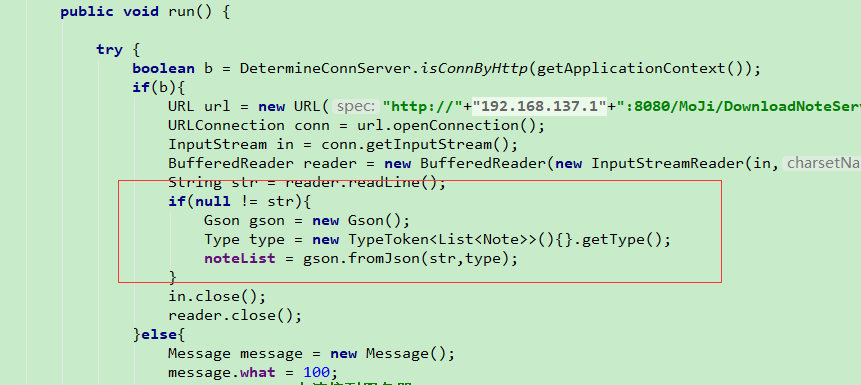 public void run() {
try {
boolean b = DetermineConnServer.isConnByHttp(getApplicationContext());
if(b){
URL url = new URL( spec: "http://"+"192.168.137.1"+":8080/MoJi/DownloadNoteServ
URLConnection conn = url.openConnection();
InputStream in = conn.getInputStream();
BufferedReader reader = new BufferedReader(new InputStreamReader(in, charsetNa
String str = reader.readLine();
if(null != str){
Gson gson = new Gson();
Type type = new TypeToken<List<Note>>(){}.getType();
noteList = gson.fromJson(str,type);
}
in.close();
reader.close();
}else{
Message message = new Message();
message.what = 100;